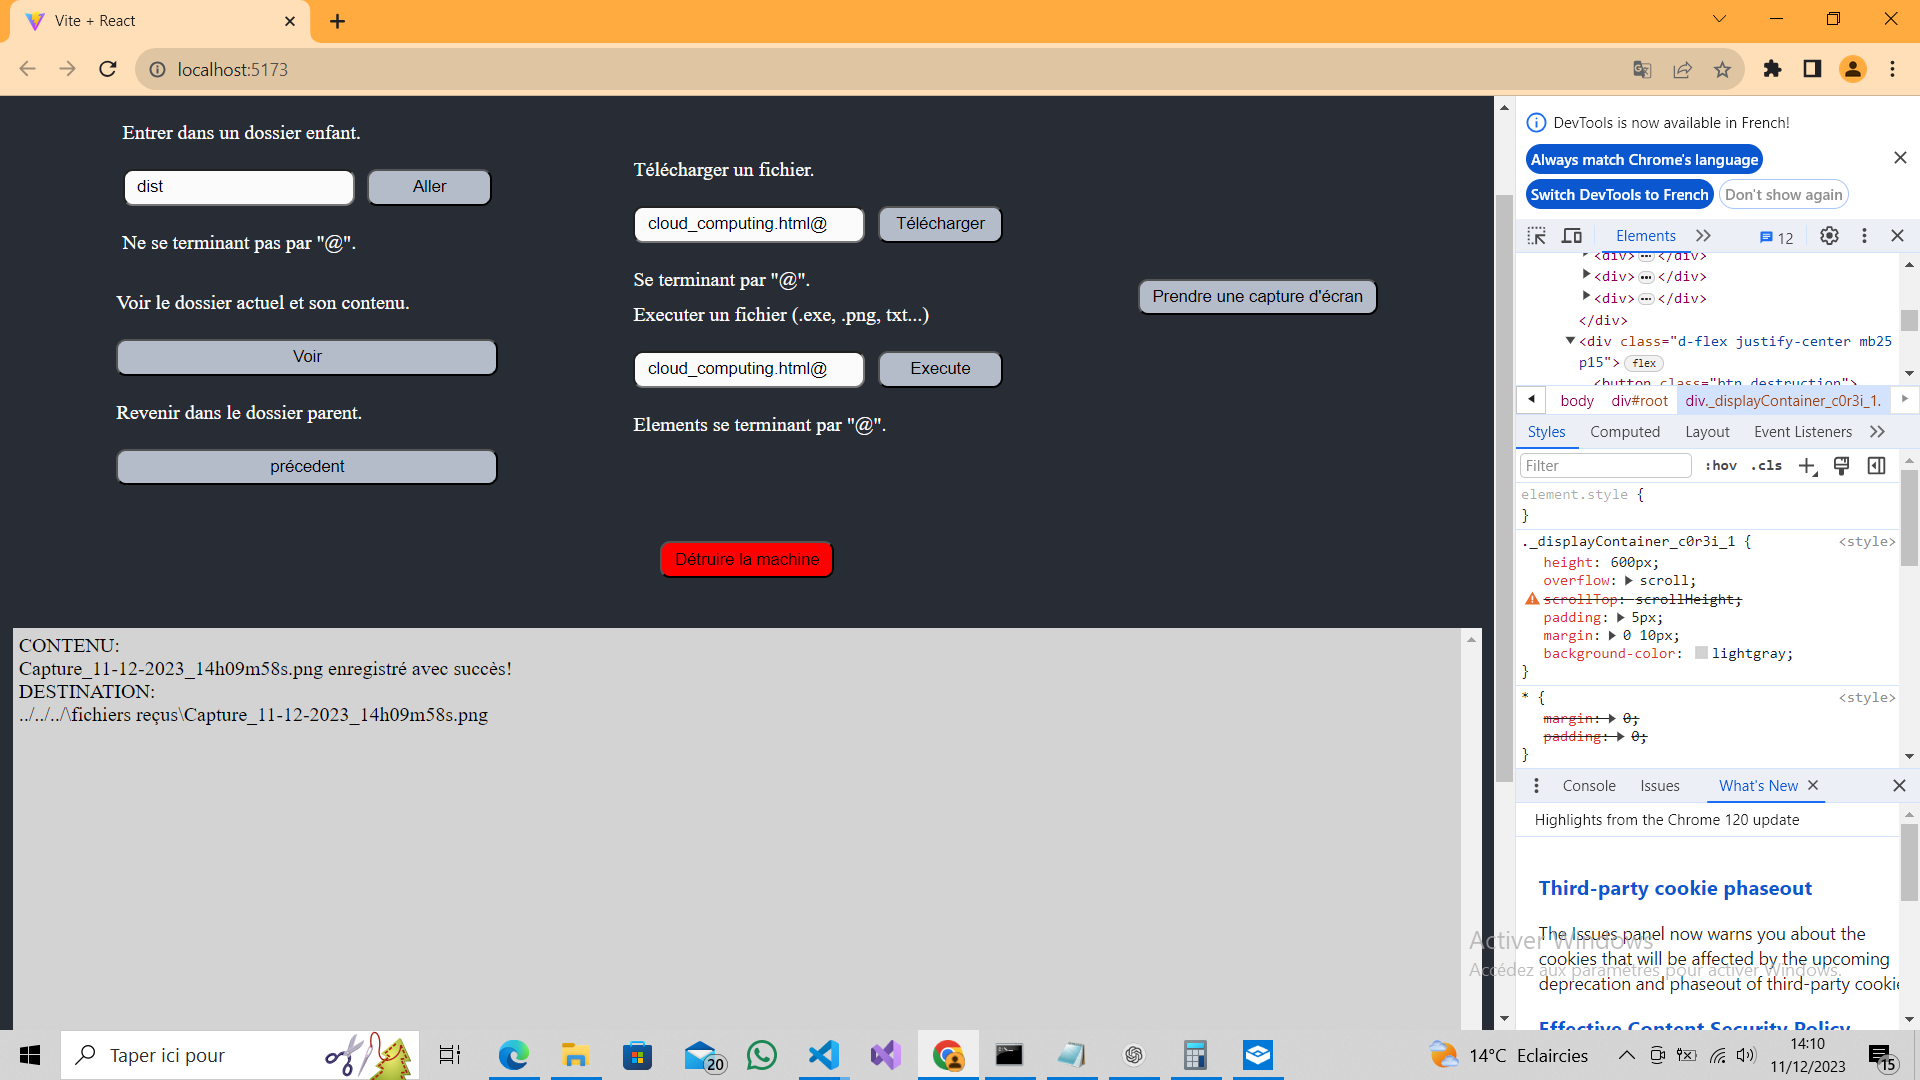 Vite + React
localhost:5173
Entrer dans un dossier enfant.
dist
Aller
Ne se terminant pas par "@".
Voir le dossier actuel et son contenu.
Voir
Revenir dans le dossier parent.
précedent
Télécharger un fichier.
cloud_computing.html@
Télécharger
Se terminant par "@".
Executer un fichier (.exe, .png, txt...)
cloud_computing.html@
Execute
Elements se terminant par "@".
Prendre une capture d'écran
Détruire la machine
CONTENU:
Capture_11-12-2023_14h09m58s.png enregistré avec succès!
DESTINATION:
../../../\fichiers reçus\Capture_11-12-2023_14h09m58s.png
DevTools is now available in French!
Always match Chrome's language
Switch DevTools to French
Don't show again
Elements
12
<div> ... </div>
<div> ... </div>
<div> ... </div>
</div>
<div class="d-flex justify-center mb25
p15"> flex
<button class="btn destruction">
body div#root div._displayContainer_c0r3i_1.
Styles Computed Layout Event Listeners
Filter
:hov .cls
element.style {
}
._displayContainer_c0r3i_1 { <style>
height: 600px;
overflow: scroll;
scrollTop: scrollHeight;
padding: 5px;
margin: 0 10px;
background-color: lightgray;
}
* { <style>
margin: 0;
padding: 0;
}
Console Issues What's New
Highlights from the Chrome 120 update
Third-party cookie phaseout
The Issues panel now warns you about the
cookies that will be affected by the upcoming
deprecation and phaseout of third-party cookie
Effective Content Security Policy
Activer Windows
Accédez aux paramètres pour activer Windows.
Taper ici pour
20
14°C Eclaircies
14:10
11/12/2023
15